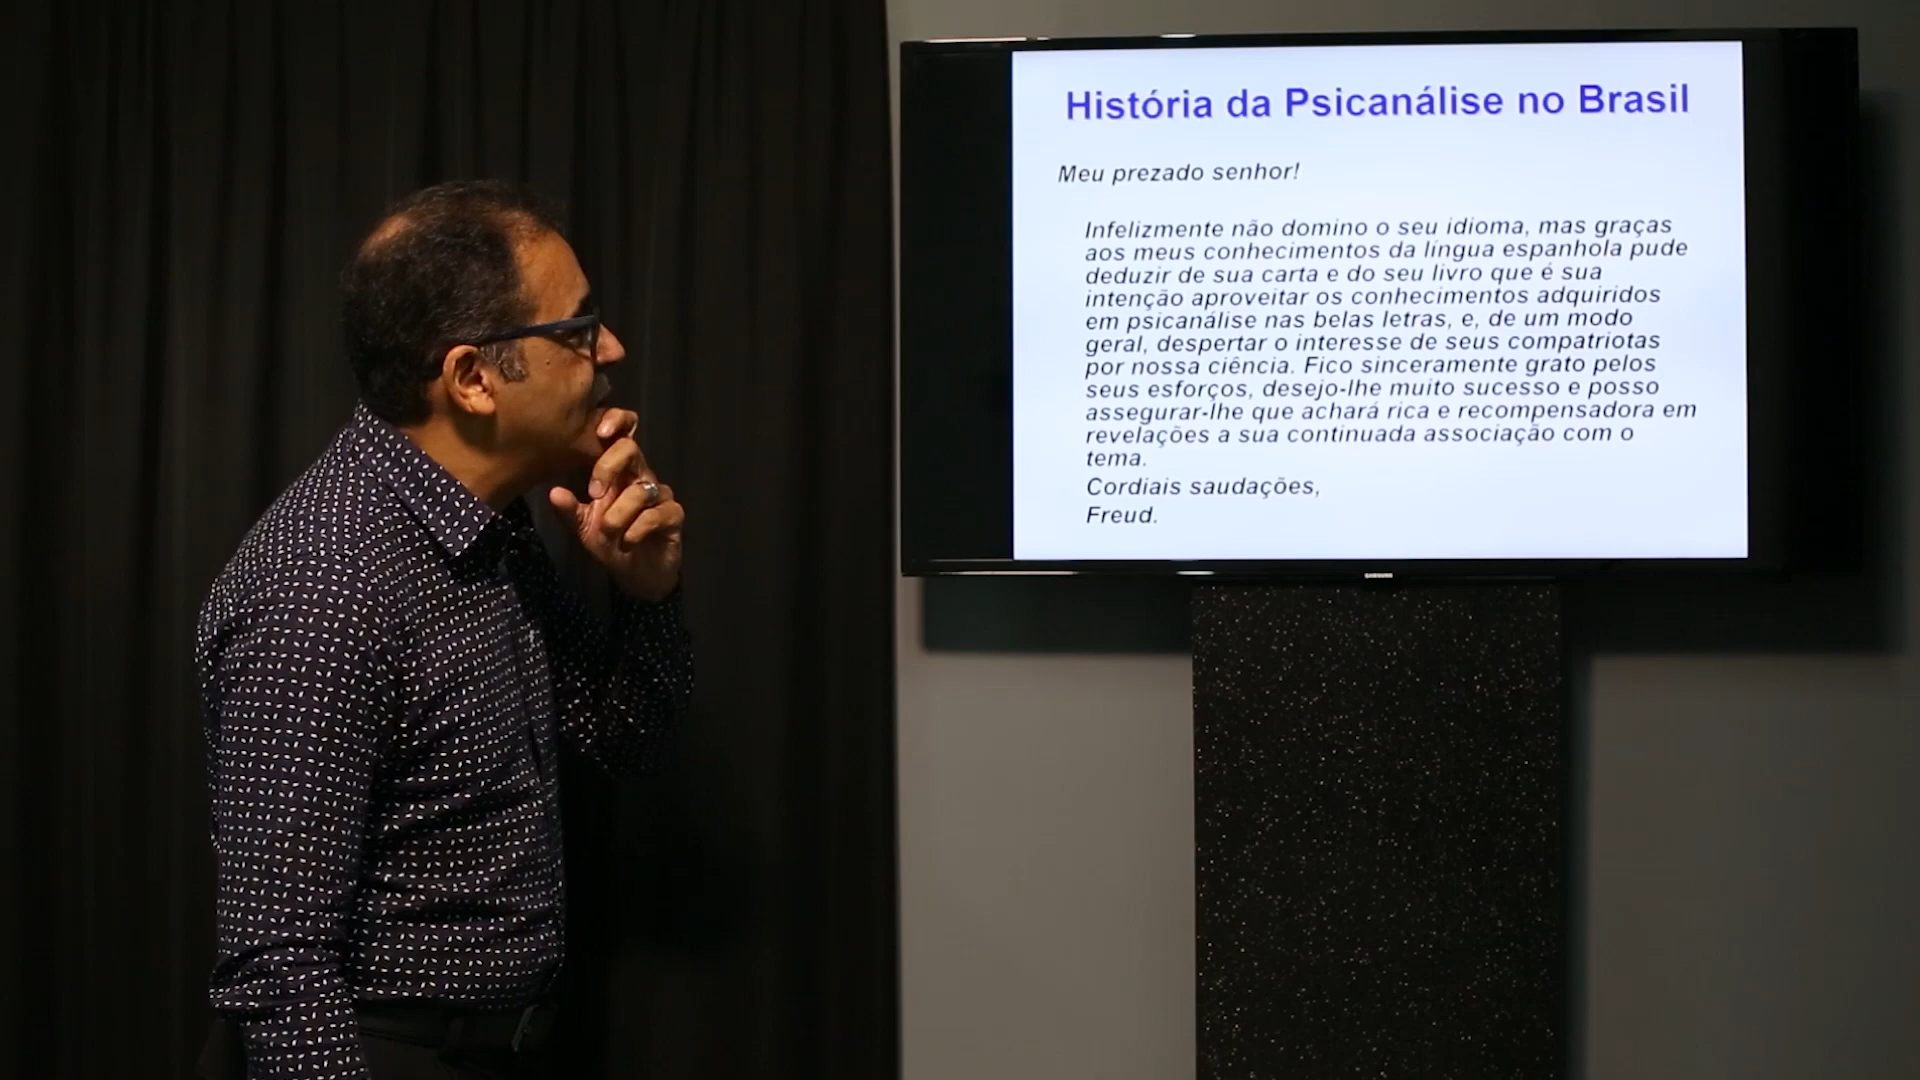 História da Psicanálise no Brasil
Meu prezado senhor!
Infelizmente não domino o seu idioma, mas graças
aos meus conhecimentos da língua espanhola pude
deduzir de sua carta e do seu livro que é sua
intenção aproveitar os conhecimentos adquiridos
em psicanálise nas belas letras, e, de um modo
geral, despertar o interesse de seus compatriotas
por nossa ciência. Fico sinceramente grato pelos
seus esforços, desejo-lhe muito sucesso e posso
assegurar-lhe que achará rica e recompensadora em
revelações a sua continuada associação com o
tema.
Cordiais saudações,
Freud.
SAMSUNG